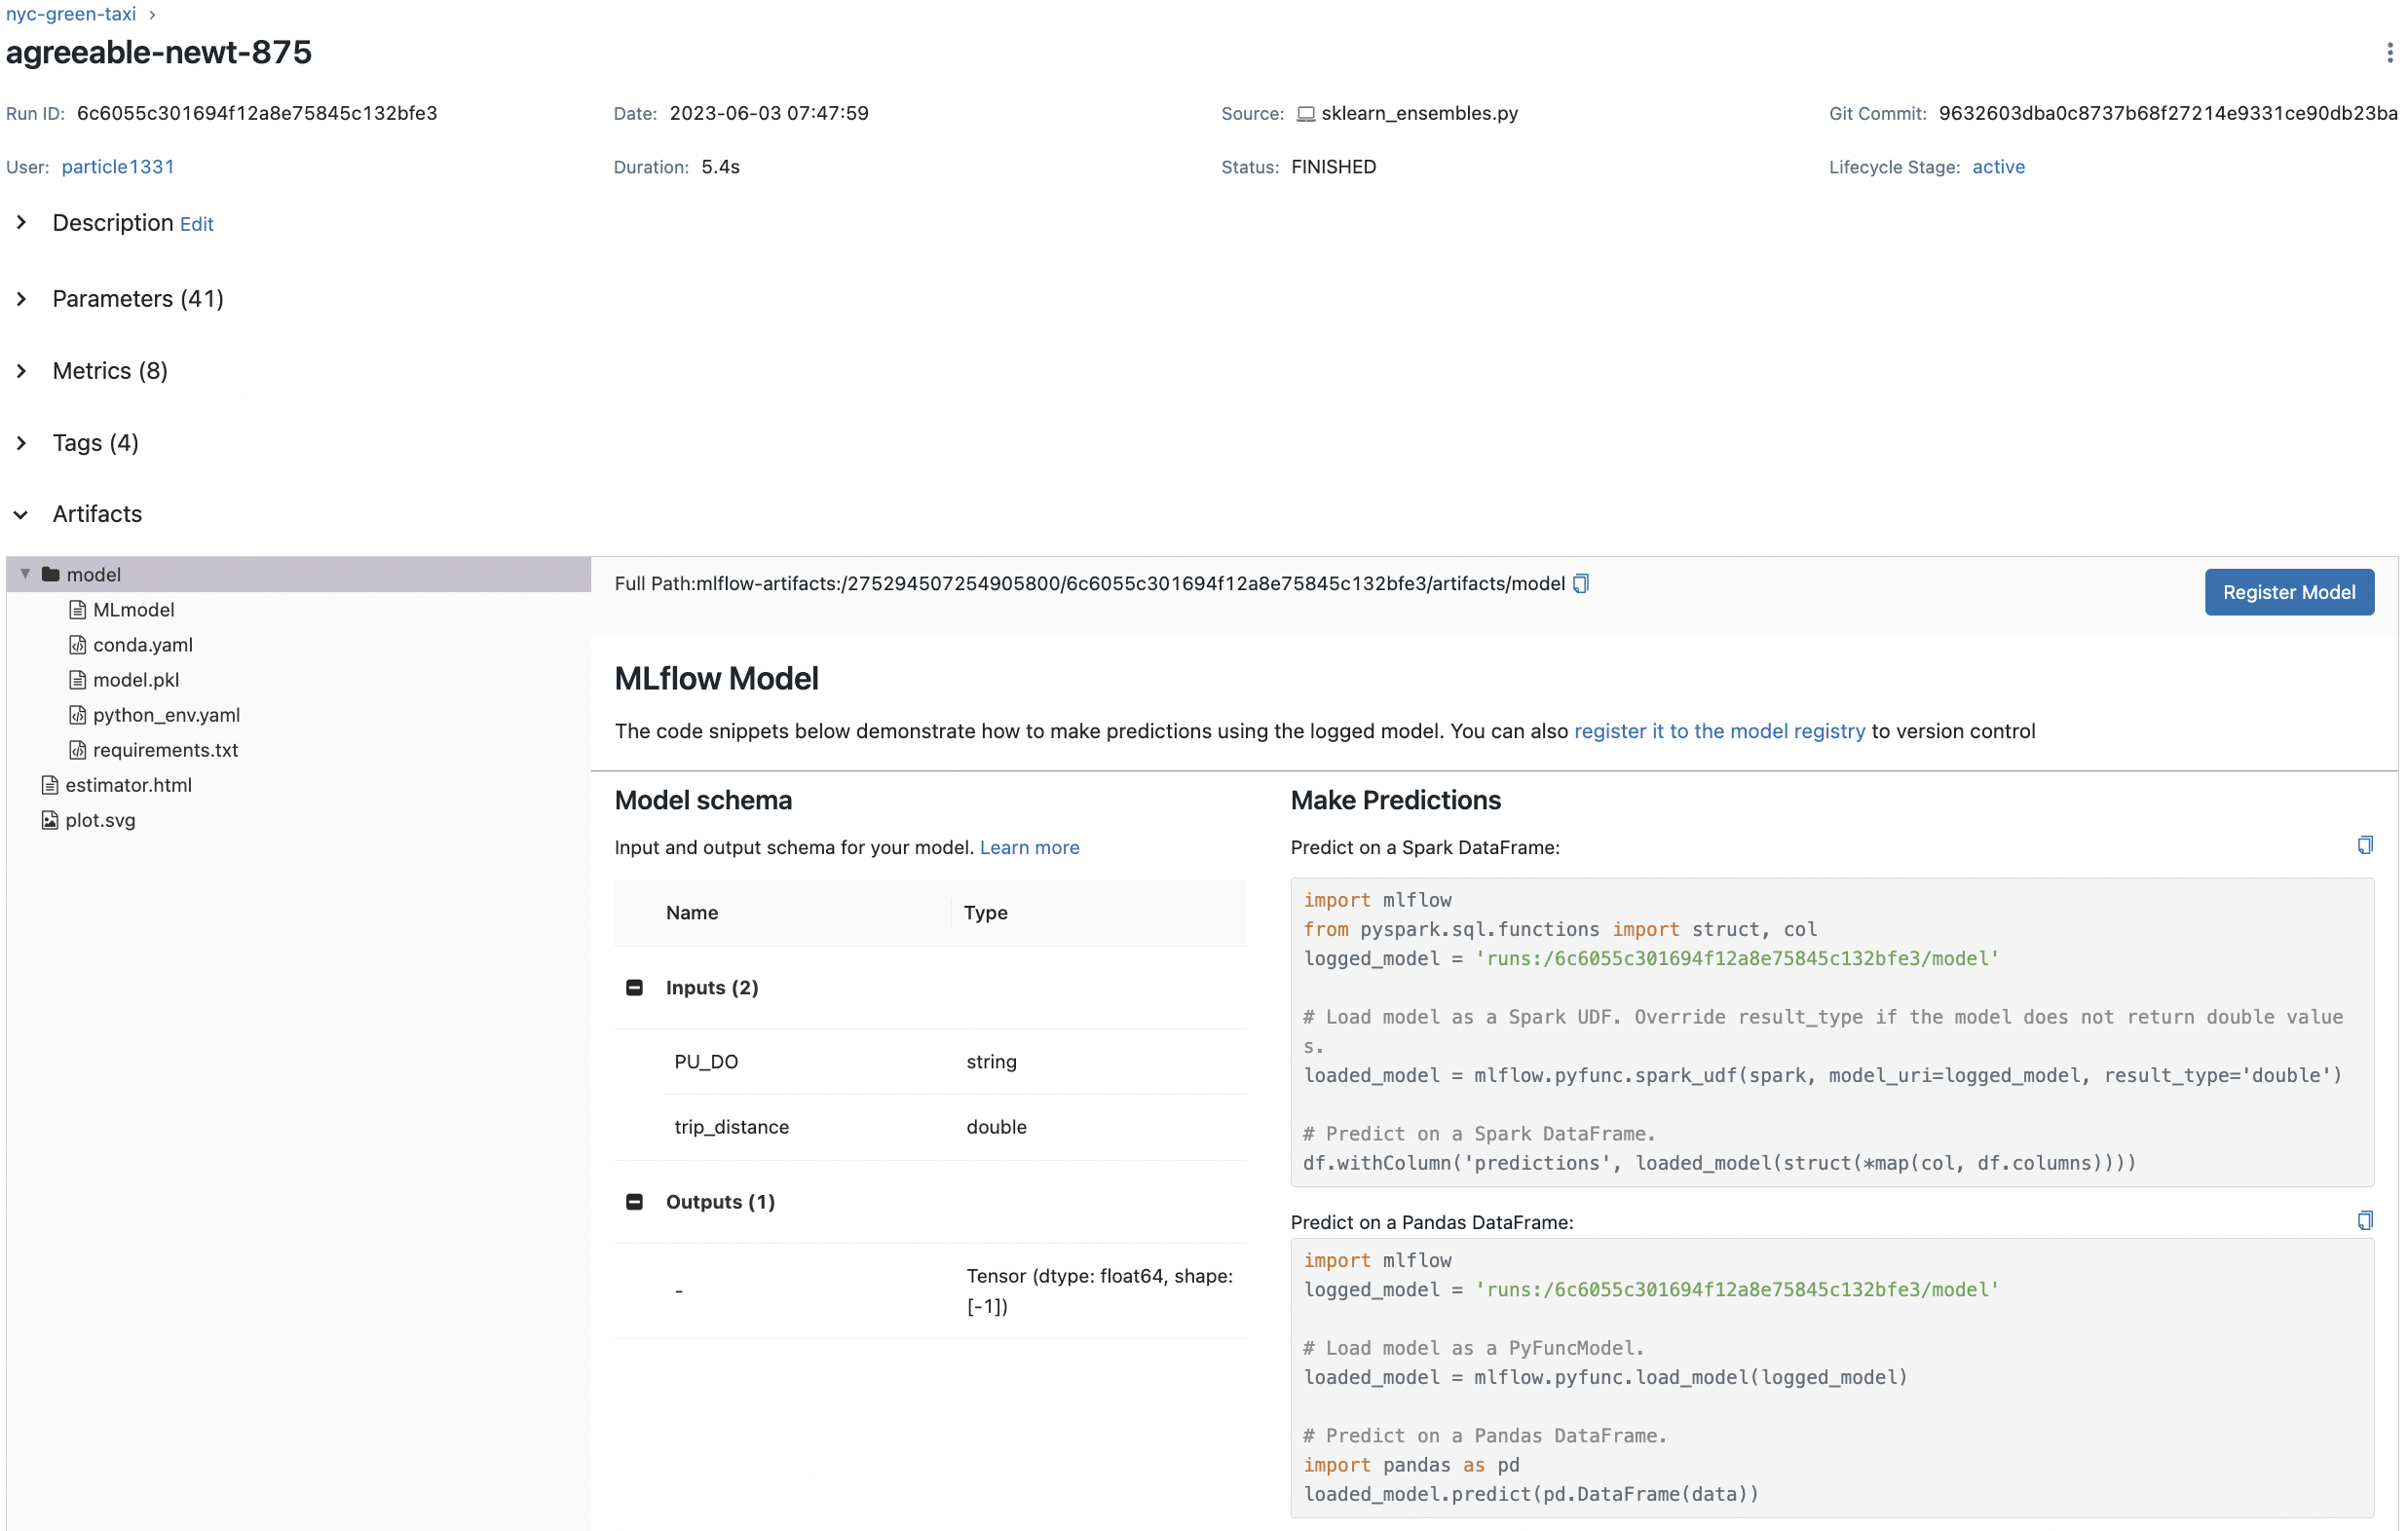 nyc-green-taxi ›
agreeable-newt-875
Run ID: 6c6055c301694f12a8e75845c132bfe3
Date: 2023-06-03 07:47:59
Source: sklearn_ensembles.py
Git Commit: 9632603dba0c8737b68f27214e9331ce90db23ba
User: particle1331
Duration: 5.4s
Status: FINISHED
Lifecycle Stage: active
Description Edit
Parameters (41)
Metrics (8)
Tags (4)
Artifacts
model
MLmodel
conda.yaml
model.pkl
python_env.yaml
requirements.txt
estimator.html
plot.svg
Full Path:mlflow-artifacts:/275294507254905800/6c6055c301694f12a8e75845c132bfe3/artifacts/model
Register Model
MLflow Model
The code snippets below demonstrate how to make predictions using the logged model. You can also register it to the model registry to version control
Model schema
Input and output schema for your model. Learn more
Name Type
Inputs (2)
PU_DO string
trip_distance double
Outputs (1)
- Tensor (dtype: float64, shape:
[-1])
Make Predictions
Predict on a Spark DataFrame:
import mlflow
from pyspark.sql.functions import struct, col
logged_model = 'runs:/6c6055c301694f12a8e75845c132bfe3/model'
# Load model as a Spark UDF. Override result_type if the model does not return double value
s.
loaded_model = mlflow.pyfunc.spark_udf(spark, model_uri=logged_model, result_type='double')
# Predict on a Spark DataFrame.
df.withColumn('predictions', loaded_model(struct(*map(col, df.columns))))
Predict on a Pandas DataFrame:
import mlflow
logged_model = 'runs:/6c6055c301694f12a8e75845c132bfe3/model'
# Load model as a PyFuncModel.
loaded_model = mlflow.pyfunc.load_model(logged_model)
# Predict on a Pandas DataFrame.
import pandas as pd
loaded_model.predict(pd.DataFrame(data))